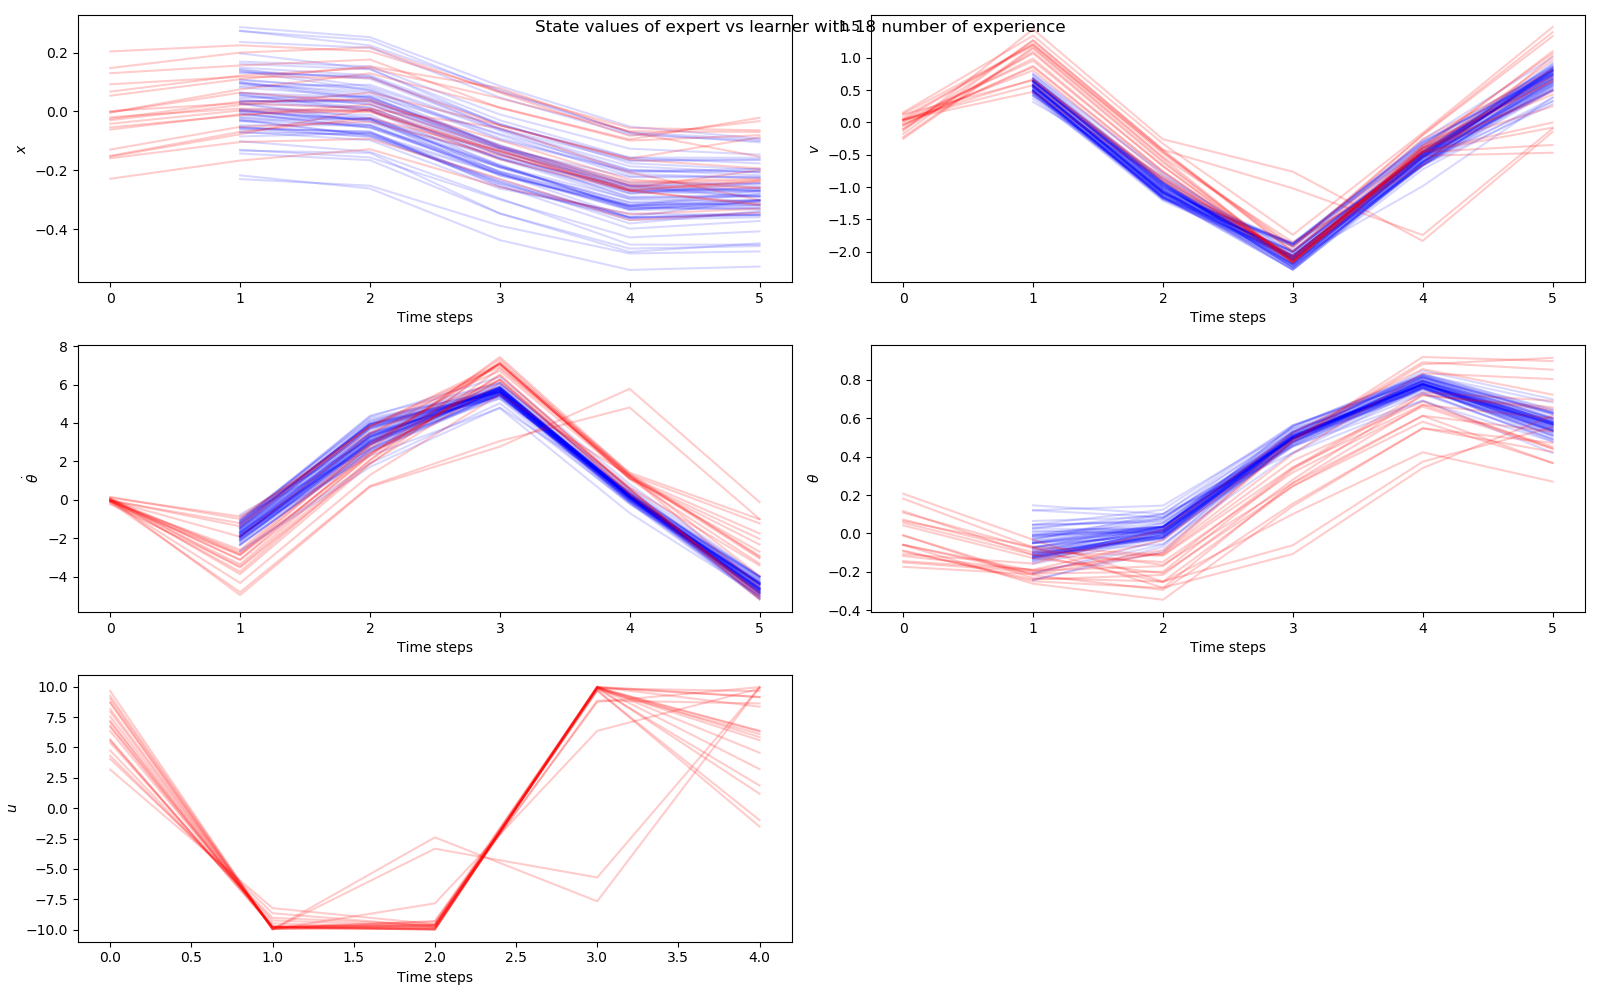 State values of expert vs learner with 18 number of experience
0.2
0.0
−0.2
−0.4
x
0 1 2 3 4 5
Time steps
1.5
1.0
0.5
0.0
−0.5
−1.0
−1.5
−2.0
v
0 1 2 3 4 5
Time steps
8
6
4
2
0
−2
−4
θ̇
0 1 2 3 4 5
Time steps
0.8
0.6
0.4
0.2
0.0
−0.2
−0.4
θ
0 1 2 3 4 5
Time steps
10.0
7.5
5.0
2.5
0.0
−2.5
−5.0
−7.5
−10.0
u
0.0 0.5 1.0 1.5 2.0 2.5 3.0 3.5 4.0
Time steps